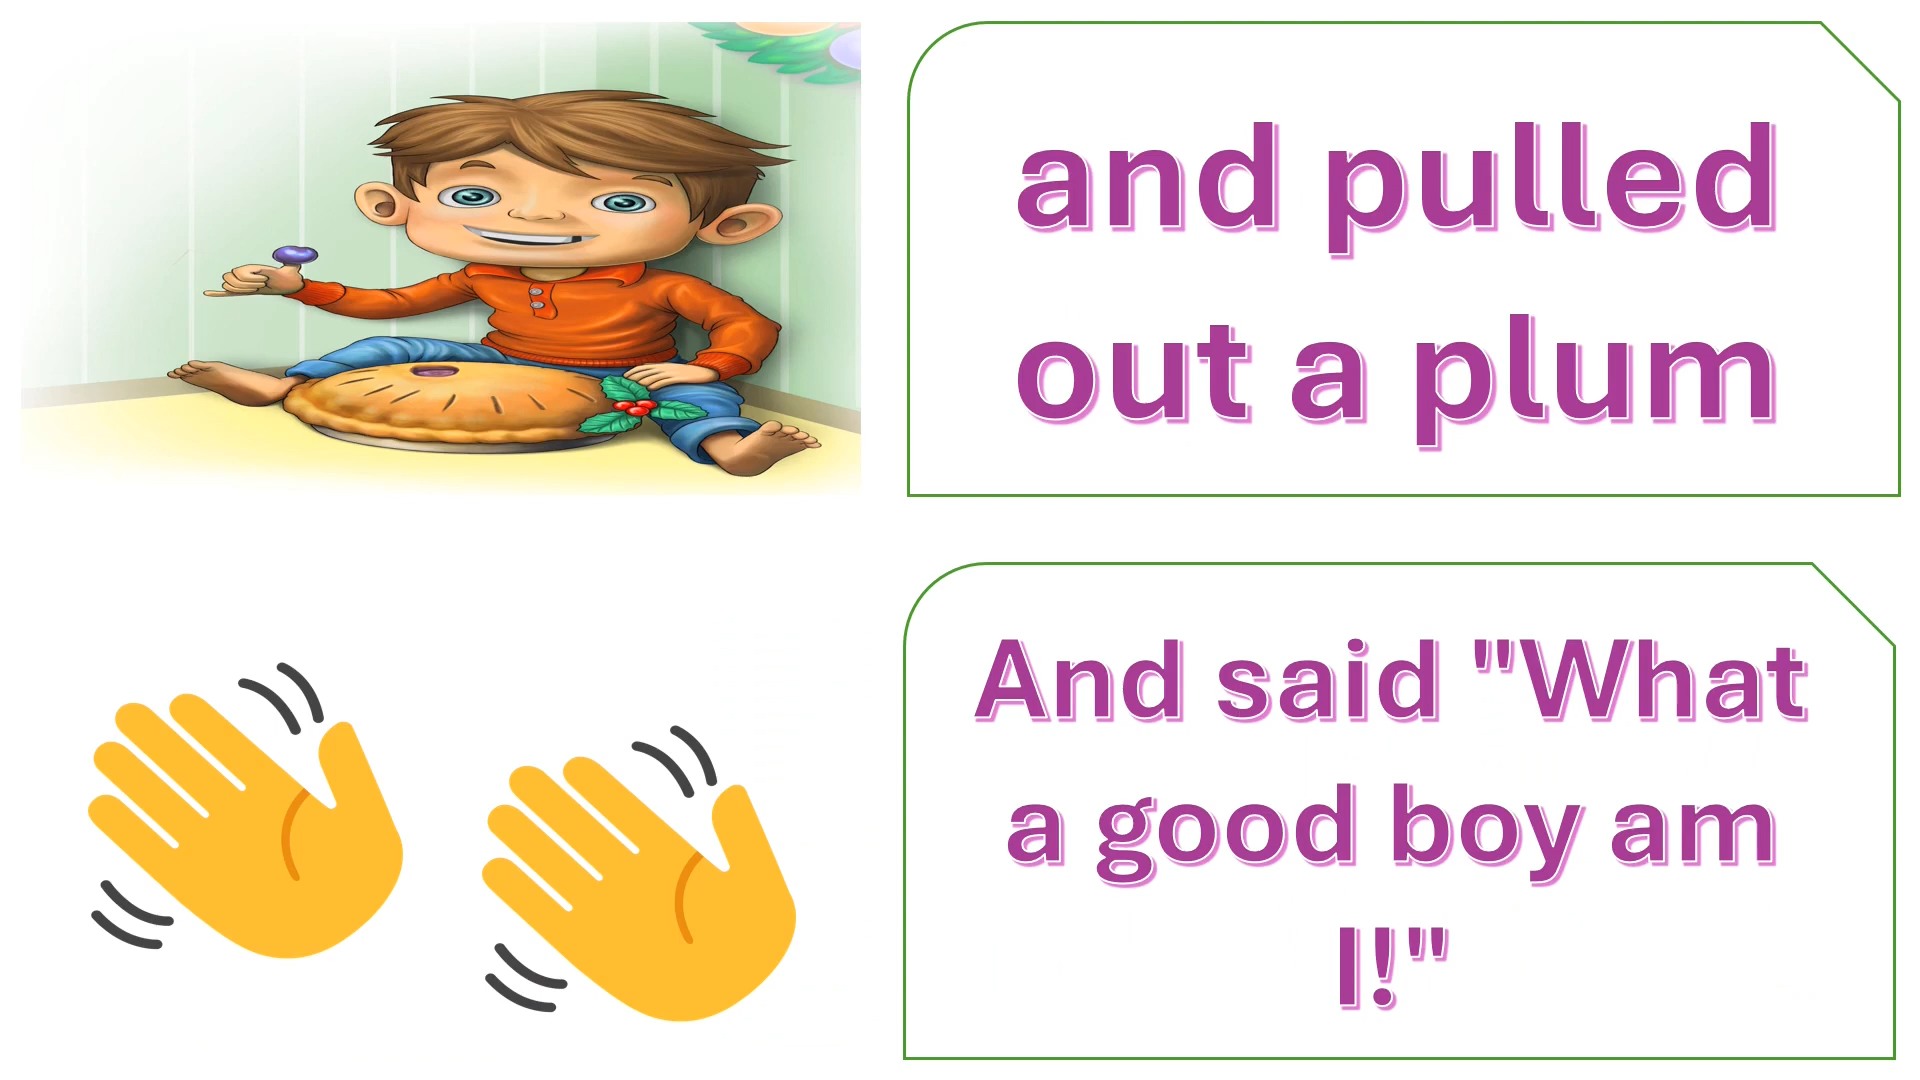 and pulled
out a plum
And said "What
a good boy am
I!"